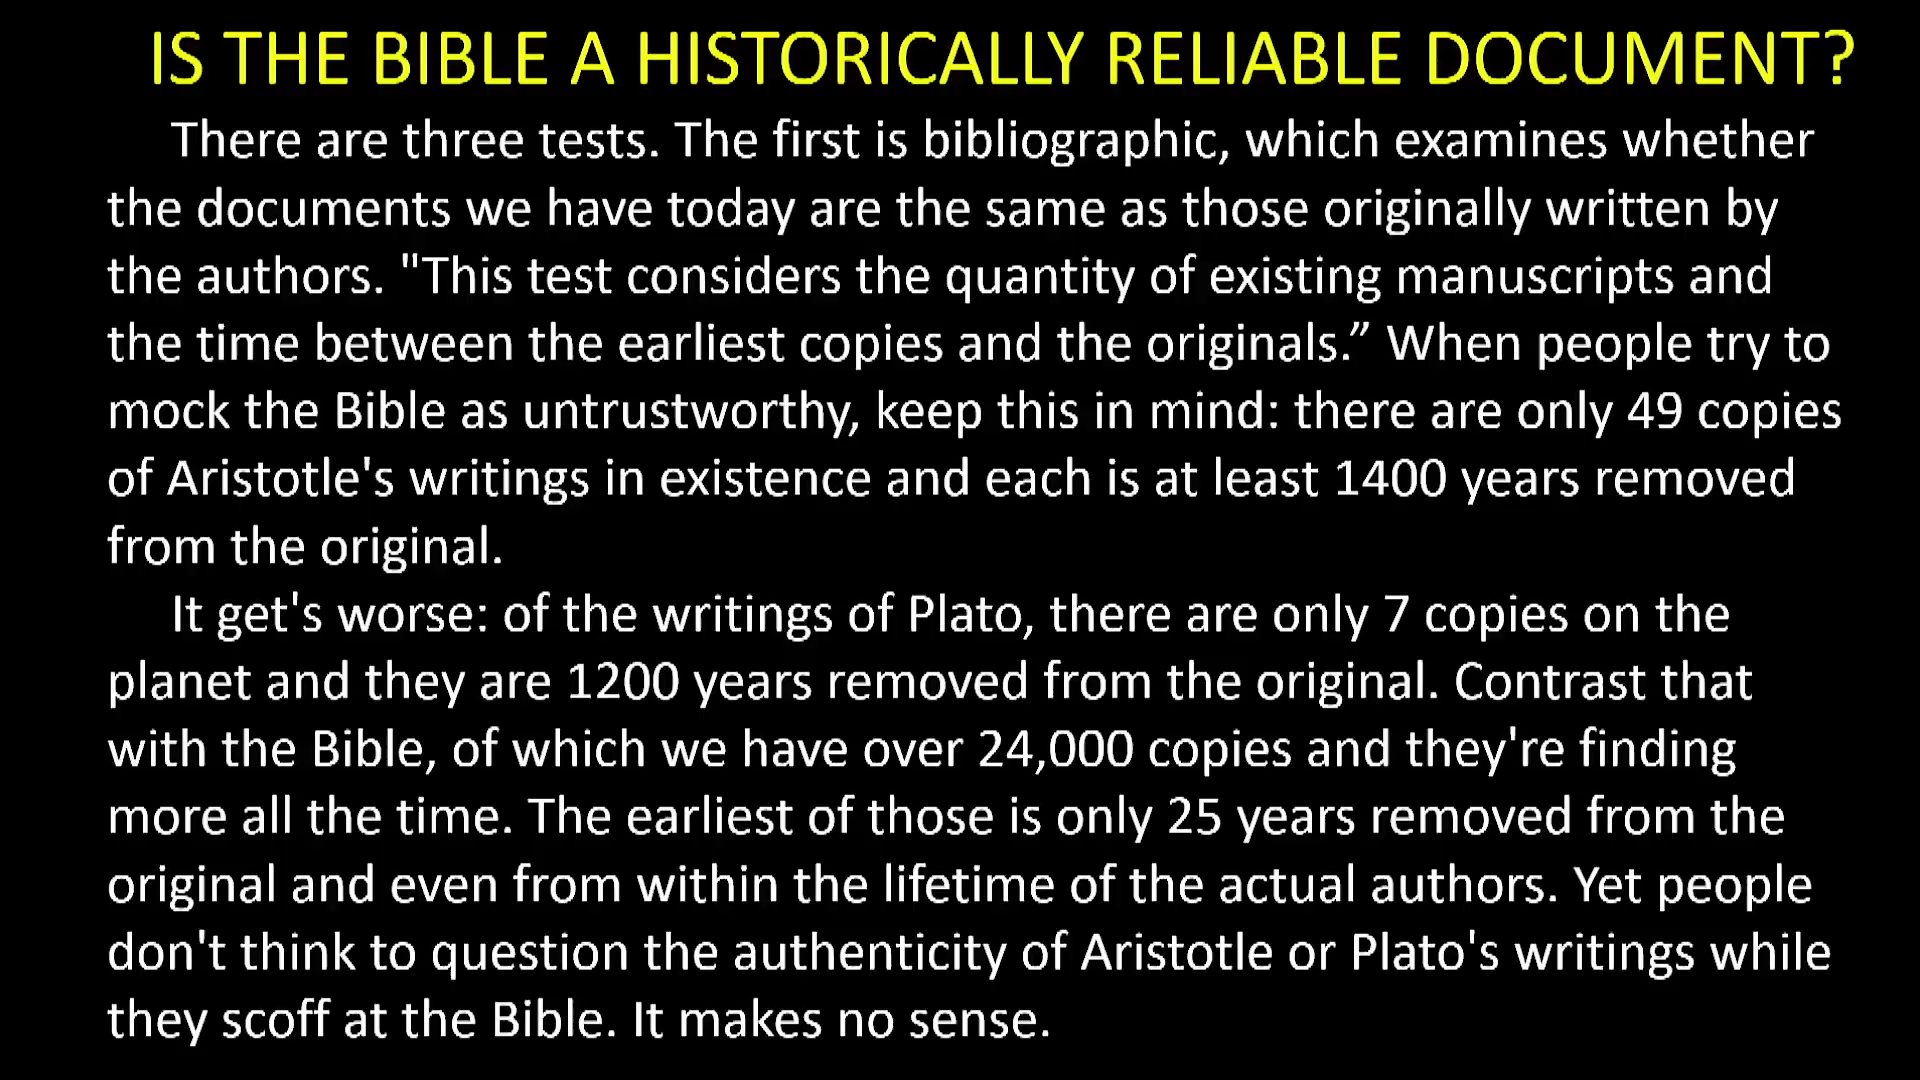 IS THE BIBLE A HISTORICALLY RELIABLE DOCUMENT?
There are three tests. The first is bibliographic, which examines whether
the documents we have today are the same as those originally written by
the authors. "This test considers the quantity of existing manuscripts and
the time between the earliest copies and the originals.” When people try to
mock the Bible as untrustworthy, keep this in mind: there are only 49 copies
of Aristotle's writings in existence and each is at least 1400 years removed
from the original.
It get's worse: of the writings of Plato, there are only 7 copies on the
planet and they are 1200 years removed from the original. Contrast that
with the Bible, of which we have over 24,000 copies and they're finding
more all the time. The earliest of those is only 25 years removed from the
original and even from within the lifetime of the actual authors. Yet people
don't think to question the authenticity of Aristotle or Plato's writings while
they scoff at the Bible. It makes no sense.